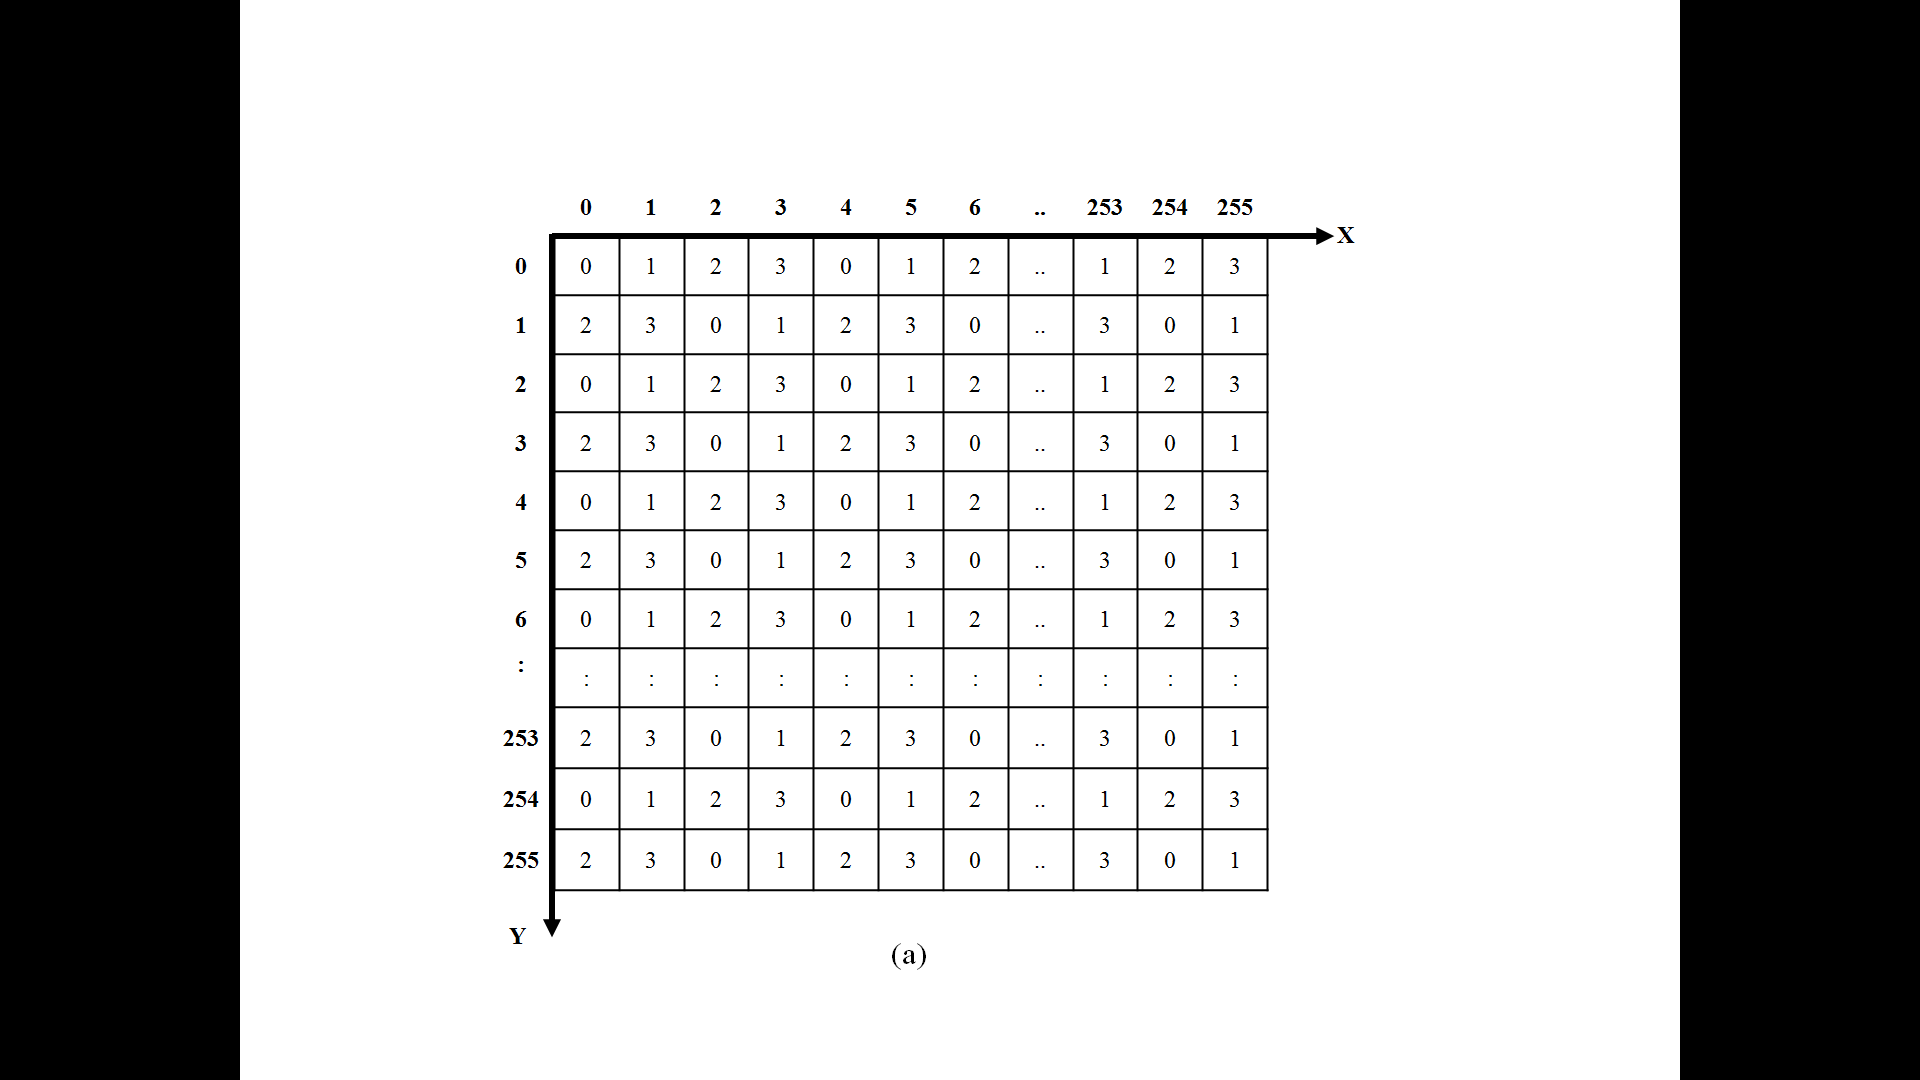 0 1 2 3 4 5 6 .. 253 254 255
X
0 0 1 2 3 0 1 2 .. 1 2 3
1 2 3 0 1 2 3 0 .. 3 0 1
2 0 1 2 3 0 1 2 .. 1 2 3
3 2 3 0 1 2 3 0 .. 3 0 1
4 0 1 2 3 0 1 2 .. 1 2 3
5 2 3 0 1 2 3 0 .. 3 0 1
6 0 1 2 3 0 1 2 .. 1 2 3
: : : : : : : : : : : :
253 2 3 0 1 2 3 0 .. 3 0 1
254 0 1 2 3 0 1 2 .. 1 2 3
255 2 3 0 1 2 3 0 .. 3 0 1
Y
(a)